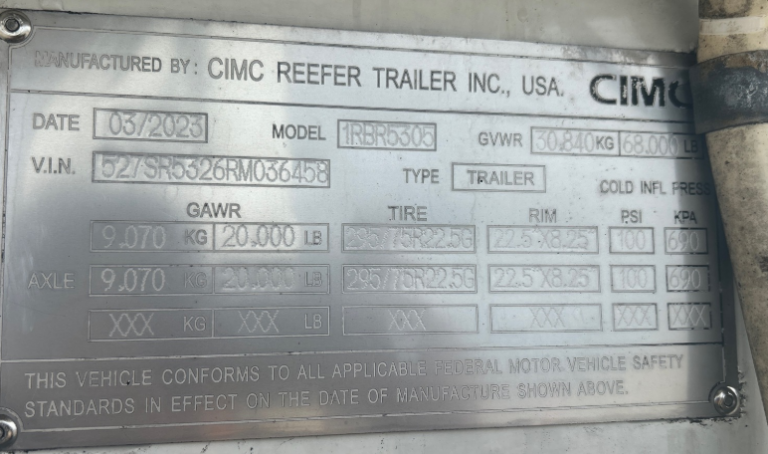 MANUFACTURED BY: CIMC REEFER TRAILER INC., USA. CIMC
DATE 03/2023 MODEL 1RBR5305 GVWR 30,840 KG 68,000 LB
V.I.N. 527SR5326RM036458 TYPE TRAILER COLD INFL PRESS
GAWR TIRE RIM PSI KPA
9,070 KG 20,000 LB 295/75R22.5G 22.5"X8.25" 100 690
AXLE 9,070 KG 20,000 LB 295/75R22.5G 22.5"X8.25" 100 690
XXX KG XXX LB XXX XXX XXX XXX
THIS VEHICLE CONFORMS TO ALL APPLICABLE FEDERAL MOTOR VEHICLE SAFETY
STANDARDS IN EFFECT ON THE DATE OF MANUFACTURE SHOWN ABOVE.